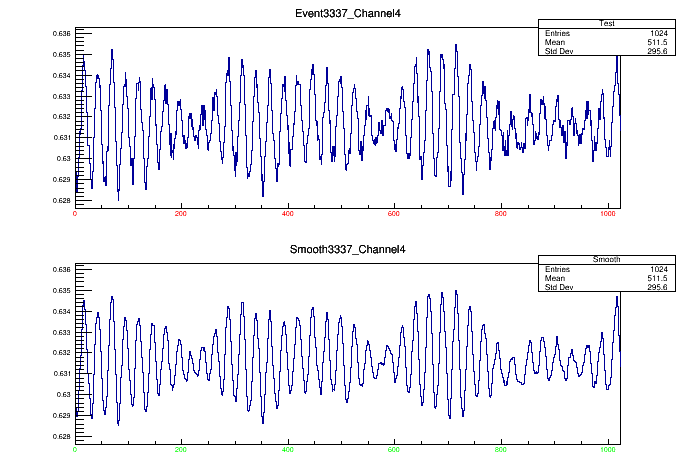 Event3337_Channel4
Test
Entries 1024
Mean 511.5
Std Dev 295.6
0.636
0.635
0.634
0.633
0.632
0.631
0.63
0.629
0.628
0 200 400 600 800 1000
Smooth3337_Channel4
Smooth
Entries 1024
Mean 511.5
Std Dev 295.6
0.636
0.635
0.634
0.633
0.632
0.631
0.63
0.629
0.628
0 200 400 600 800 1000